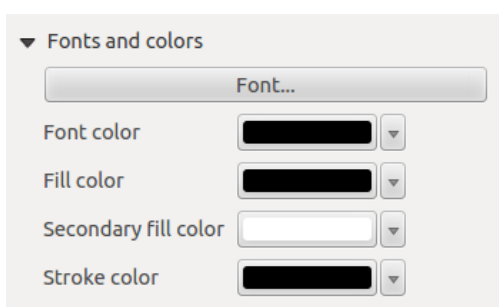 Fonts and colors
Font...
Font color
Fill color
Secondary fill color
Stroke color